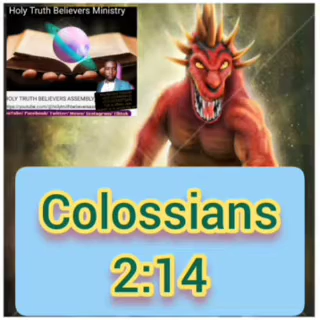 Holy Truth Believers Ministry
HOLY TRUTH BELIEVERS ASSEMBLY
Colossians
2:14